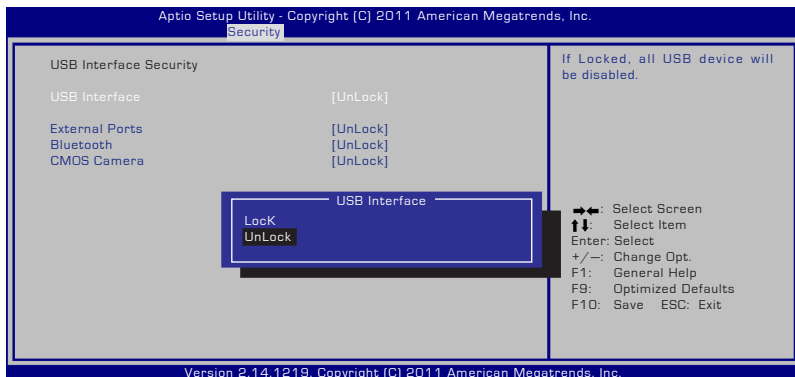 Aptio Setup Utility - Copyright (C) 2011 American Megatrends, Inc.
Security
USB Interface Security
USB Interface [UnLock]
External Ports [UnLock]
Bluetooth [UnLock]
CMOS Camera [UnLock]
USB Interface
LocK
UnLock
If Locked, all USB device will
be disabled.
→←: Select Screen
↑↓: Select Item
Enter: Select
+/—: Change Opt.
F1: General Help
F9: Optimized Defaults
F10: Save ESC: Exit
Version 2.14.1219. Copyright (C) 2011 American Megatrends, Inc.